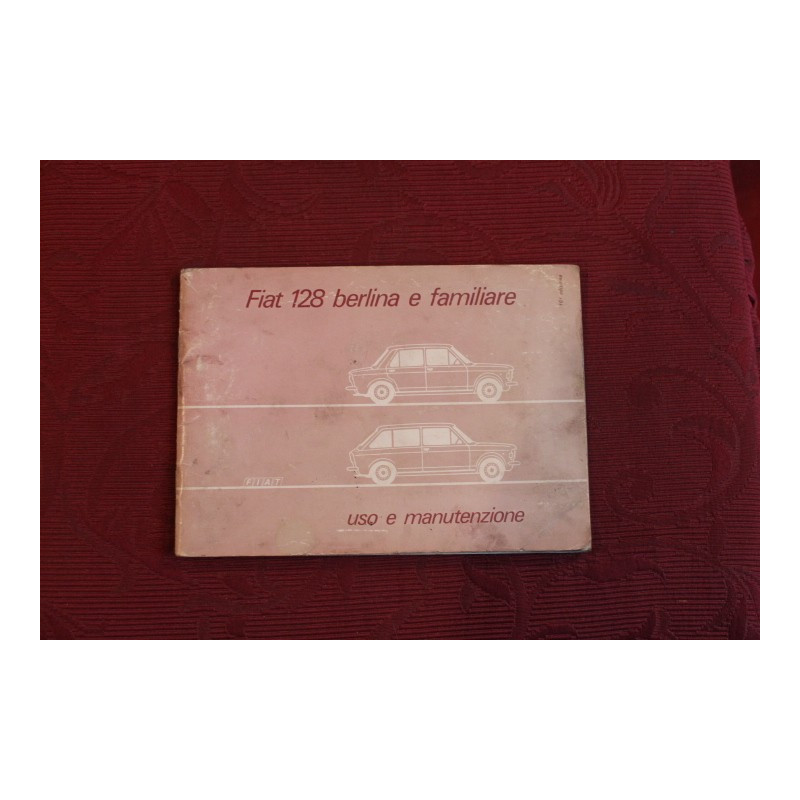 Fiat 128 berlina e familiare
FIAT
uso e manutenzione